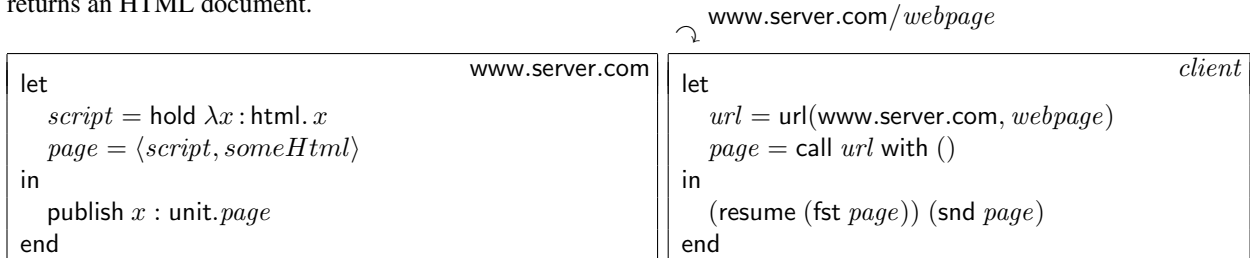 returns an HTML document.
www.server.com/webpage
www.server.com
let
script = hold λx : html. x
page = ⟨script, someHtml⟩
in
publish x : unit.page
end
client
let
url = url(www.server.com, webpage)
page = call url with ()
in
(resume (fst page)) (snd page)
end